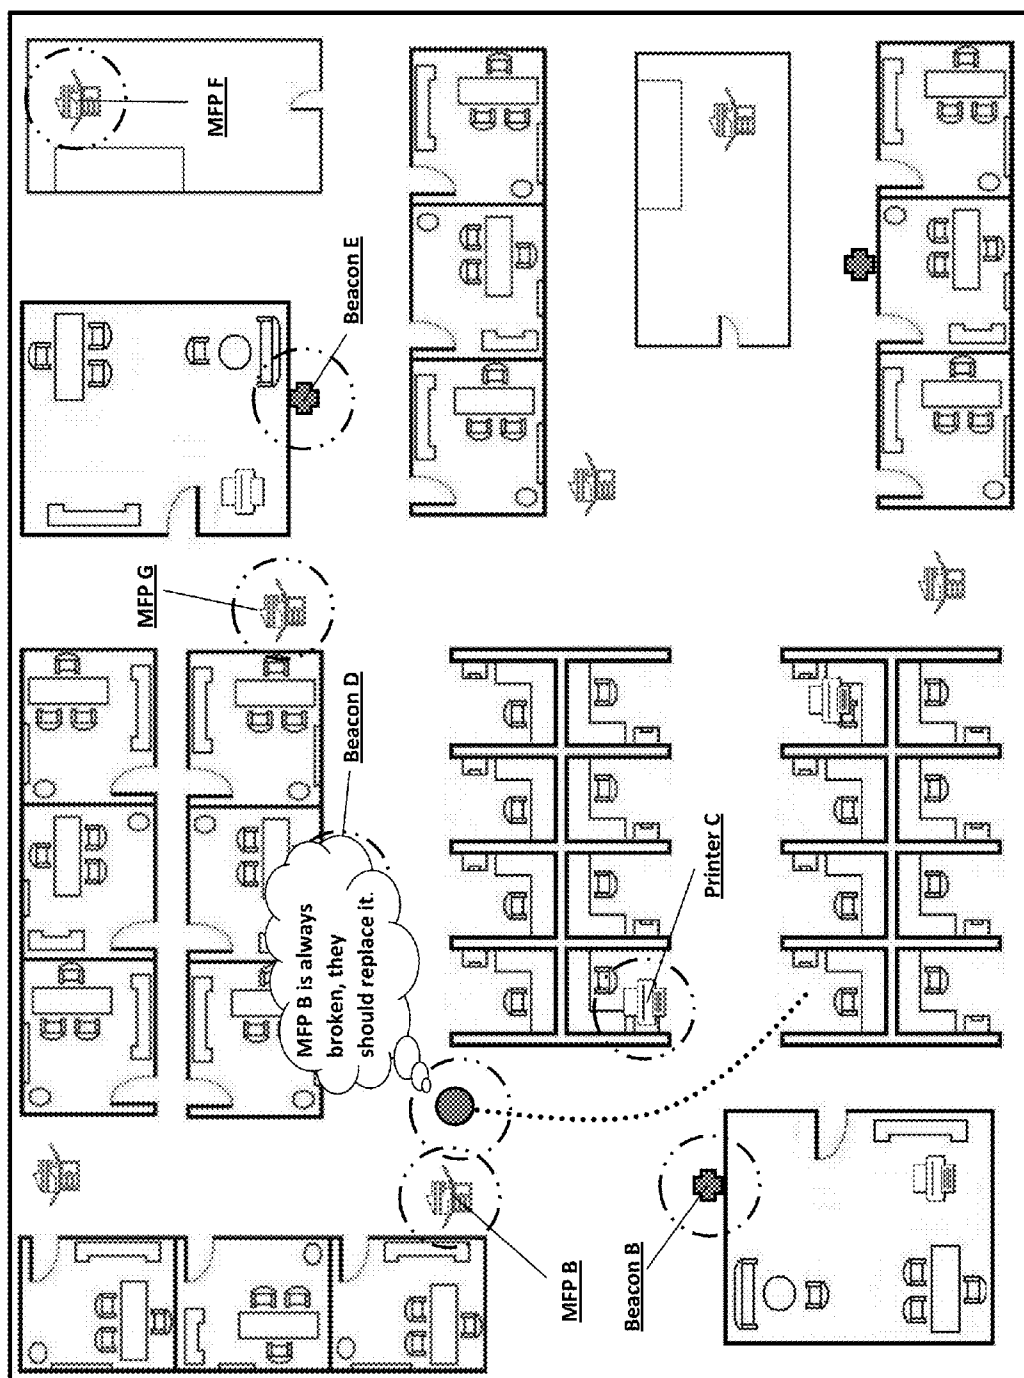 MFP F
Beacon E
MFP G
Beacon D
MFP B is always
broken, they
should replace it.
Printer C
MFP B
Beacon B